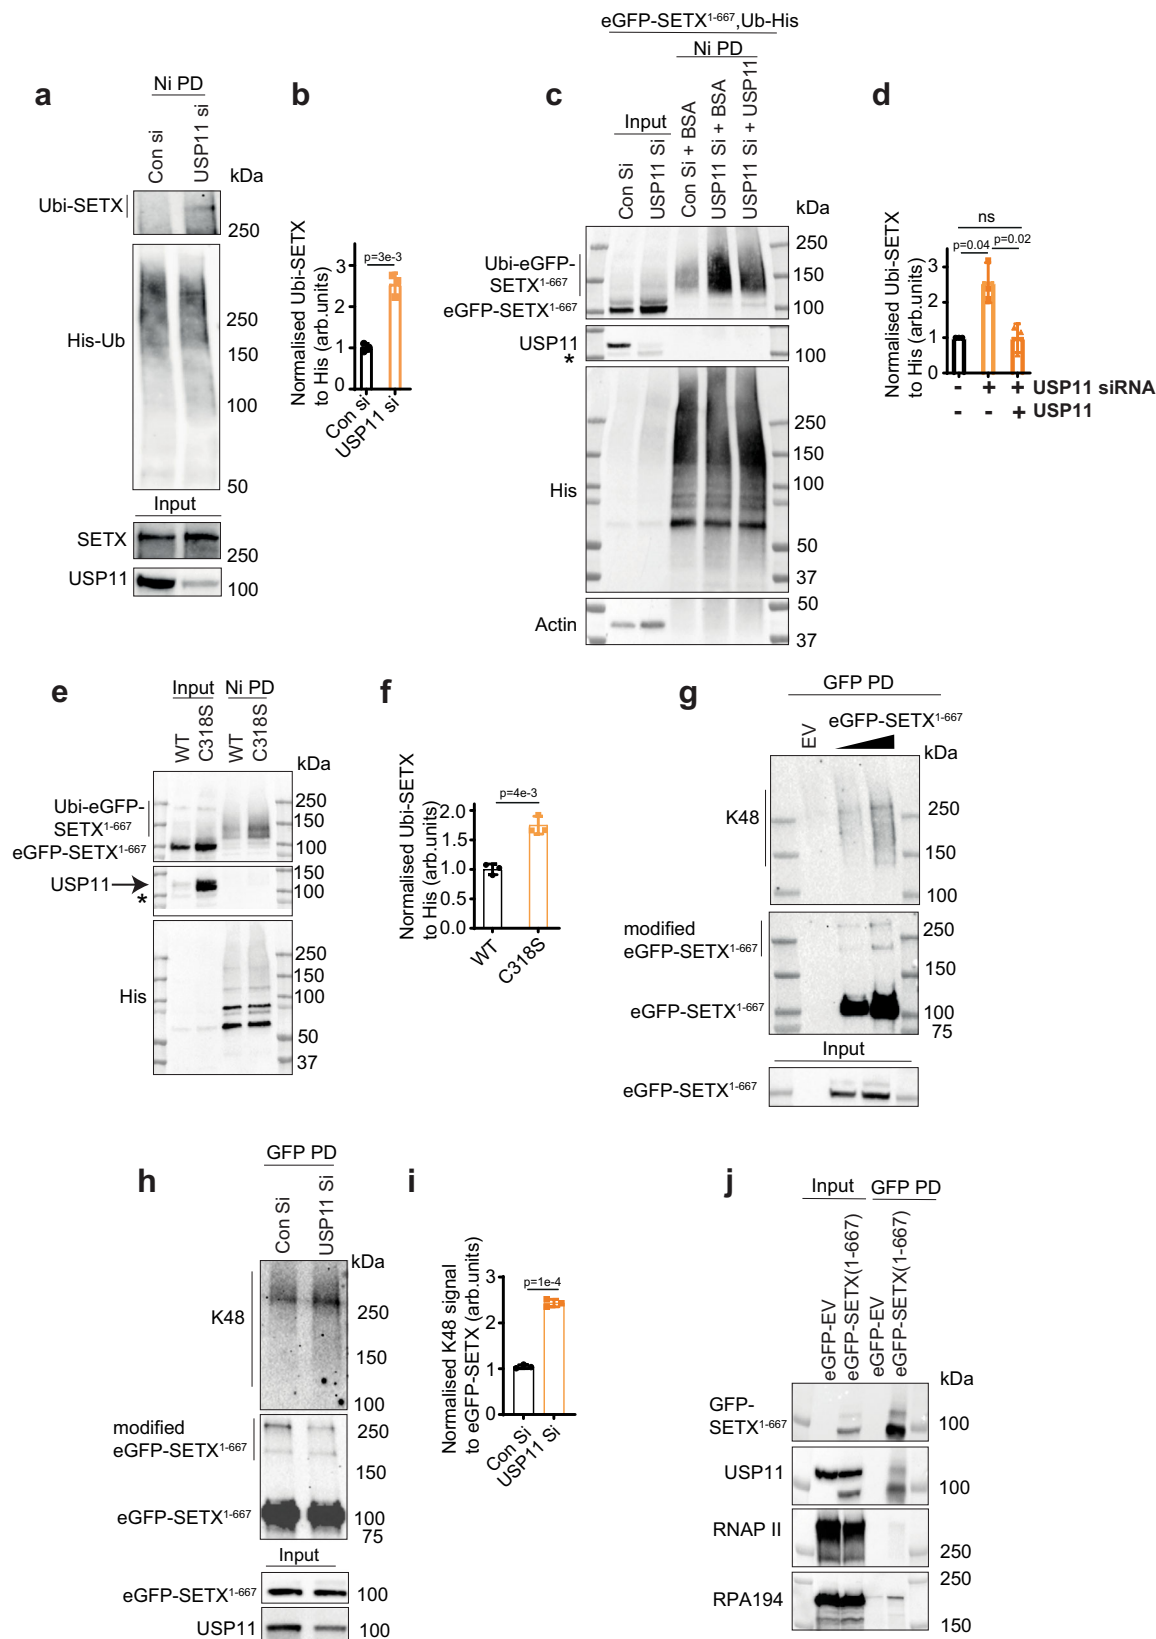 a
Ni PD
Con si
USP11 si
kDa
Ubi-SETX
250
His-Ub
250
150
100
50
Input
SETX
250
USP11
100
b
Normalised Ubi-SETX
to His (arb.units)
3
2
1
0
p=3e-3
Con si
USP11 si
c
eGFP-SETX1-667,Ub-His
Ni PD
Input
Con Si
USP11 Si
Con Si + BSA
USP11 Si + BSA
USP11 Si + USP11
kDa
Ubi-eGFP-
SETX1-667
eGFP-SETX1-667
250
150
100
USP11
*
100
His
250
150
100
50
37
Actin
50
37
d
Normalised Ubi-SETX
to His (arb.units)
3
2
1
0
ns
p=0.04
p=0.02
- + + USP11 siRNA
- - + USP11
e
Input
Ni PD
WT
C318S
WT
C318S
kDa
Ubi-eGFP-
SETX1-667
eGFP-SETX1-667
250
150
100
USP11
*
150
100
His
250
150
100
50
37
f
Normalised Ubi-SETX
to His (arb.units)
2.0
1.5
1.0
0.5
0.0
p=4e-3
WT
C318S
g
GFP PD
EV
eGFP-SETX1-667
kDa
K48
250
150
100
modified
eGFP-SETX1-667
eGFP-SETX1-667
250
150
100
75
Input
eGFP-SETX1-667
h
GFP PD
Con Si
USP11 Si
kDa
K48
250
150
100
modified
eGFP-SETX1-667
eGFP-SETX1-667
250
150
100
75
Input
eGFP-SETX1-667
100
USP11
100
i
Normalised K48 signal
to eGFP-SETX (arb.units)
3
2
1
0
p=1e-4
Con Si
USP11 Si
j
Input
GFP PD
eGFP-EV
eGFP-SETX(1-667)
eGFP-EV
eGFP-SETX(1-667)
kDa
GFP-
SETX1-667
100
USP11
100
RNAP II
250
RPA194
250
150